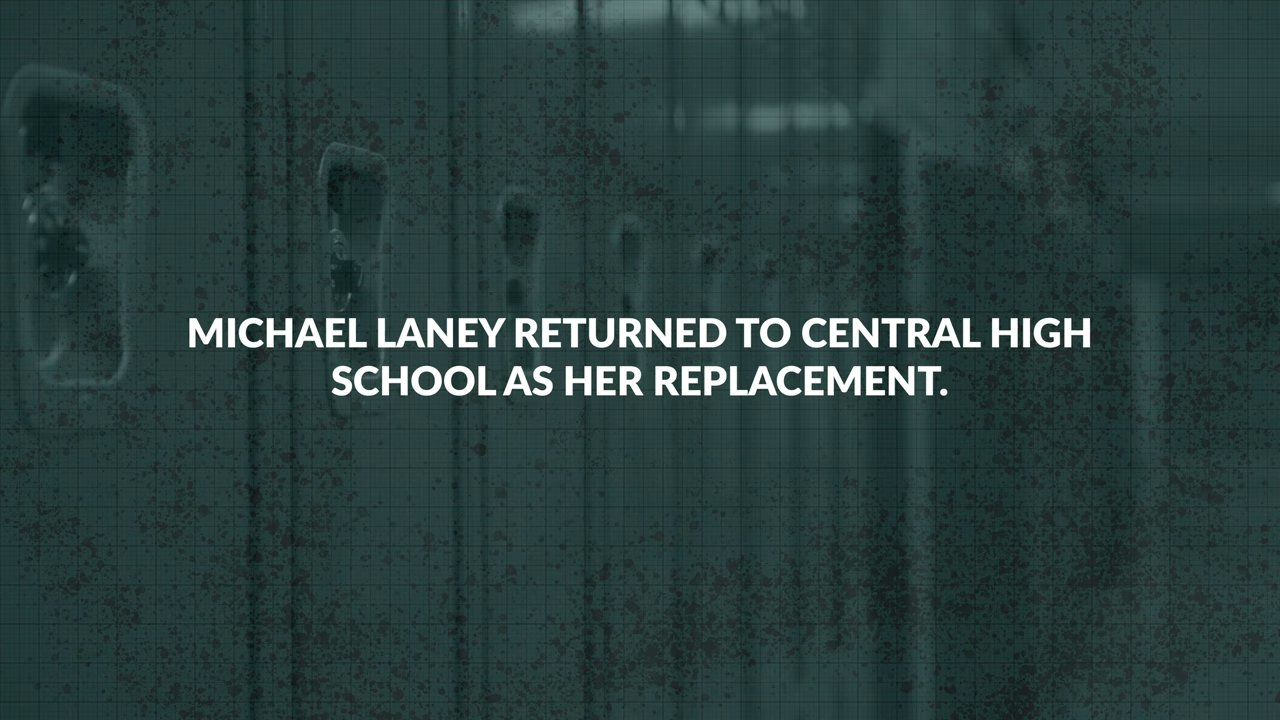 MICHAEL LANEY RETURNED TO CENTRAL HIGH
SCHOOL AS HER REPLACEMENT.